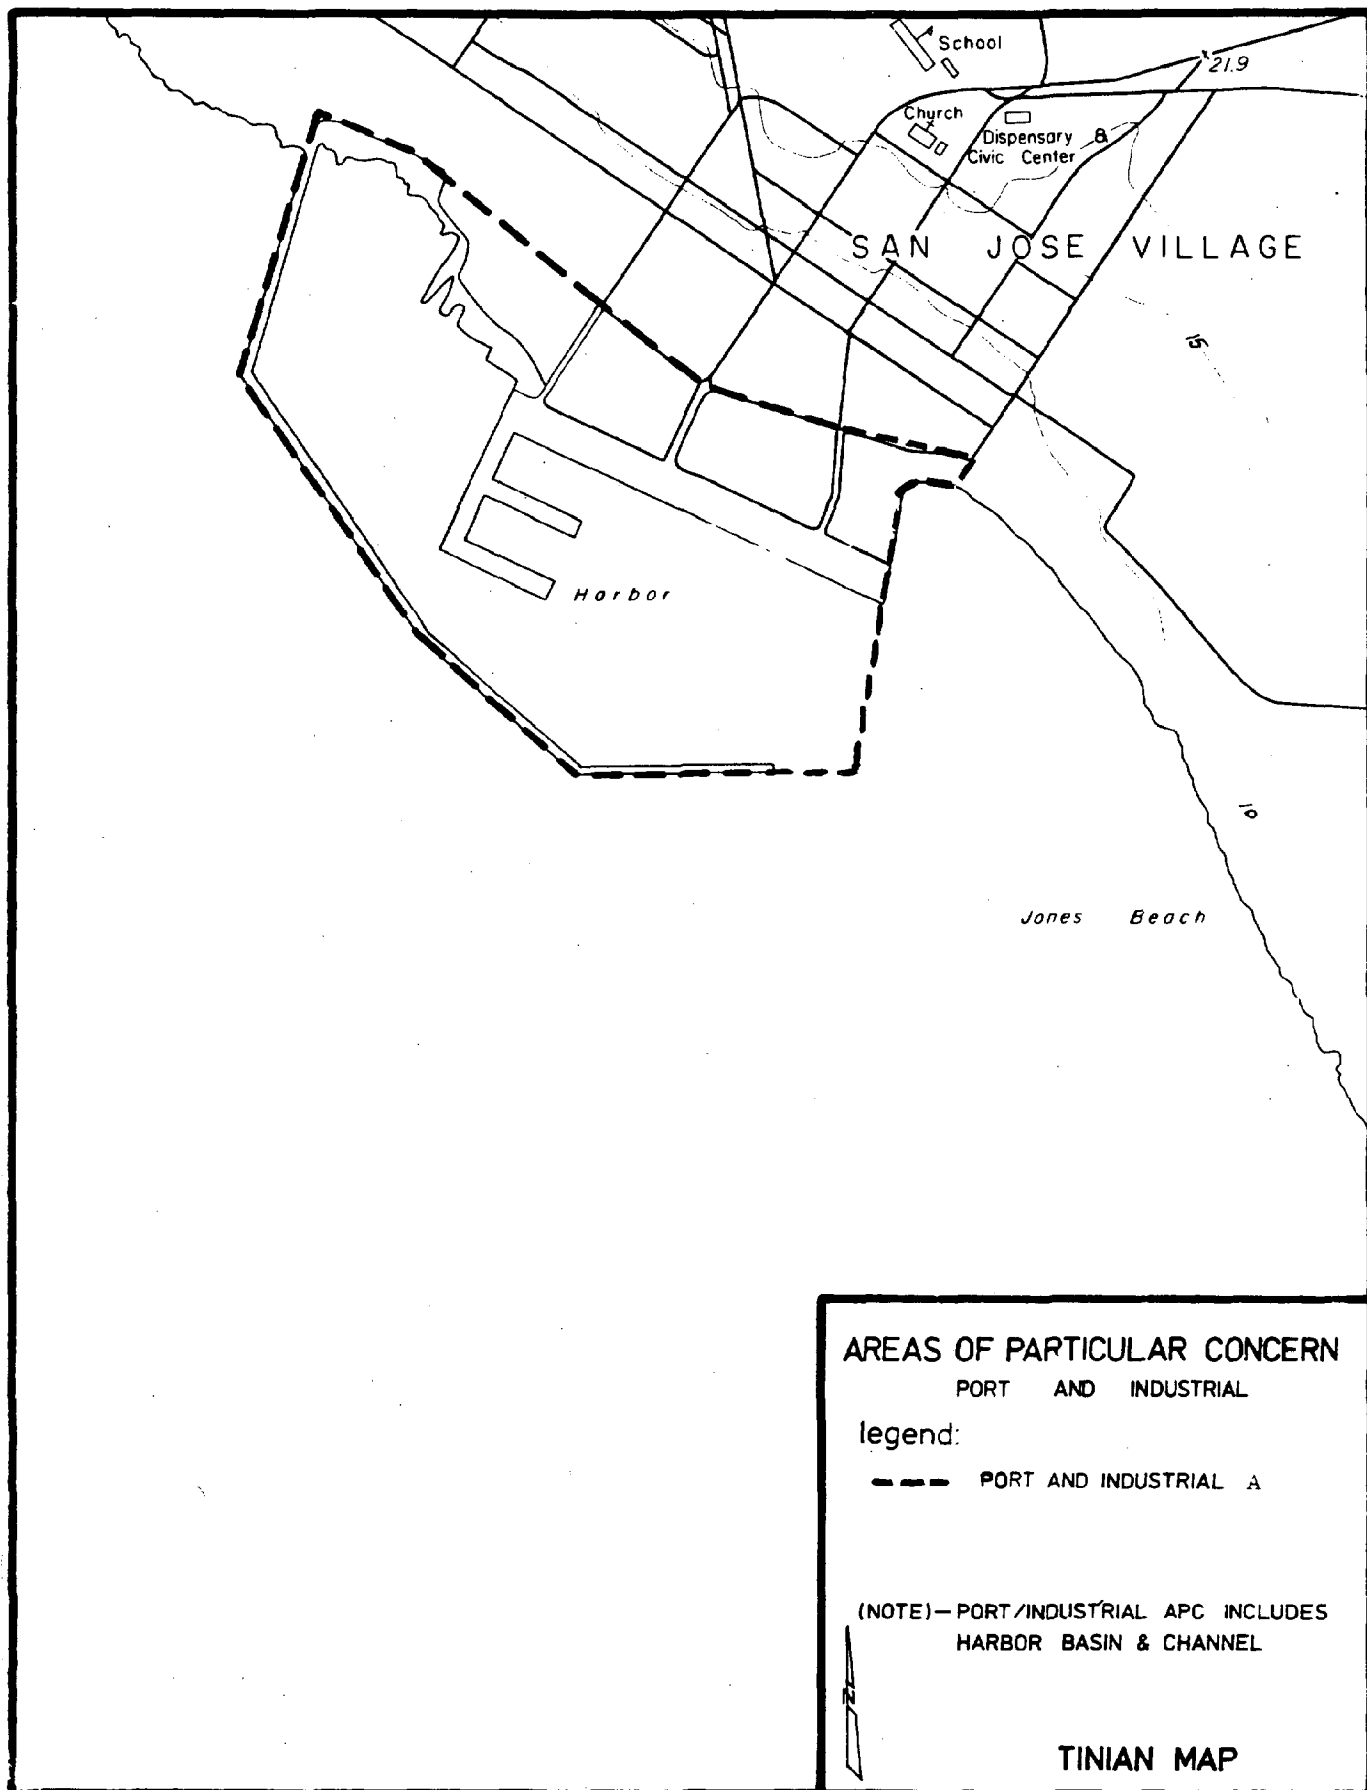 School
21.9
Church
Dispensary &
Civic Center
SAN JOSE VILLAGE
15
Harbor
10
Jones Beach
AREAS OF PARTICULAR CONCERN
PORT AND INDUSTRIAL
legend:
PORT AND INDUSTRIAL A
(NOTE)—PORT/INDUSTRIAL APC INCLUDES
HARBOR BASIN & CHANNEL
N
TINIAN MAP